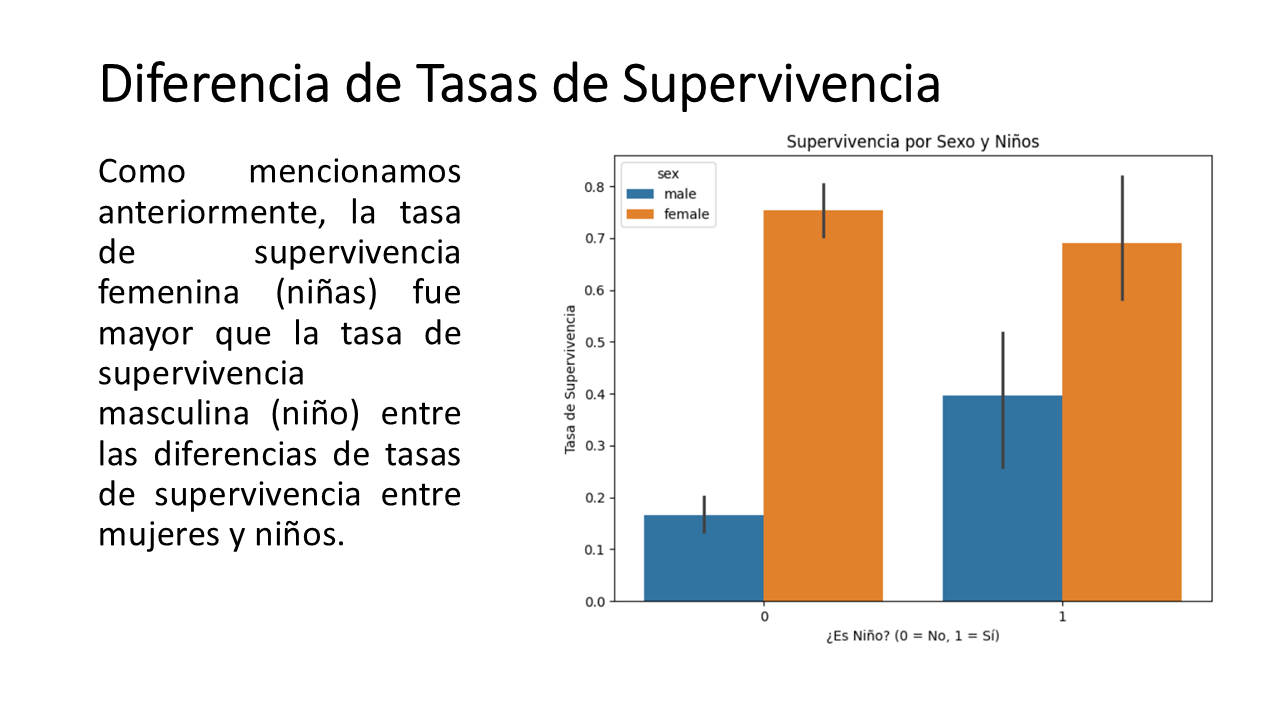 Diferencia de Tasas de Supervivencia
Como mencionamos
anteriormente, la tasa
de supervivencia
femenina (niñas) fue
mayor que la tasa de
supervivencia
masculina (niño) entre
las diferencias de tasas
de supervivencia entre
mujeres y niños.
Supervivencia por Sexo y Niños
sex
male
female
Tasa de Supervivencia
0.8
0.7
0.6
0.5
0.4
0.3
0.2
0.1
0.0
0
1
¿Es Niño? (0 = No, 1 = Sí)